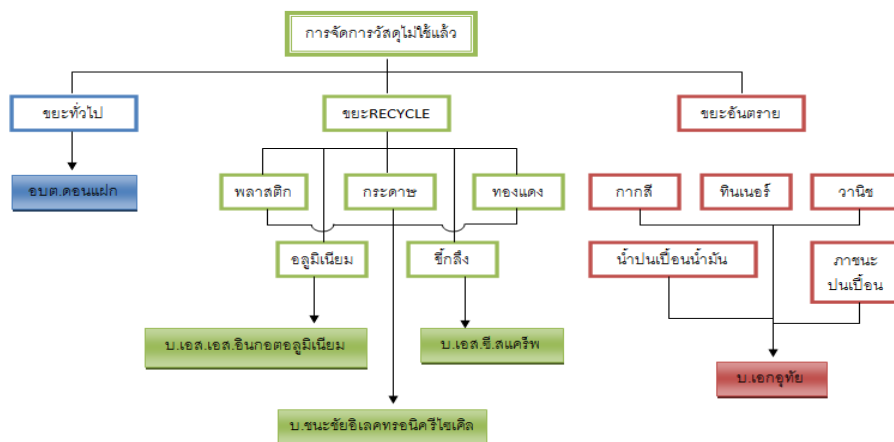 การจัดการวัสดุไม่ใช้แล้ว
ขยะทั่วไป
ขยะRECYCLE
ขยะอันตราย
อบต.ดอนแฝก
พลาสติก
กระดาษ
ทองแดง
กากสี
ทินเนอร์
วานิช
อลูมิเนียม
ขี้กลึง
น้ำปนเปื้อนน้ำมัน
ภาชนะ
ปนเปื้อน
บ.เอส.เอส.อินกอตอลูมิเนียม
บ.เอส.ซี.สแครีพ
บ.เอกอุทัย
บ.ชนะชัยอิเลคทรอนิครีไซเคิล